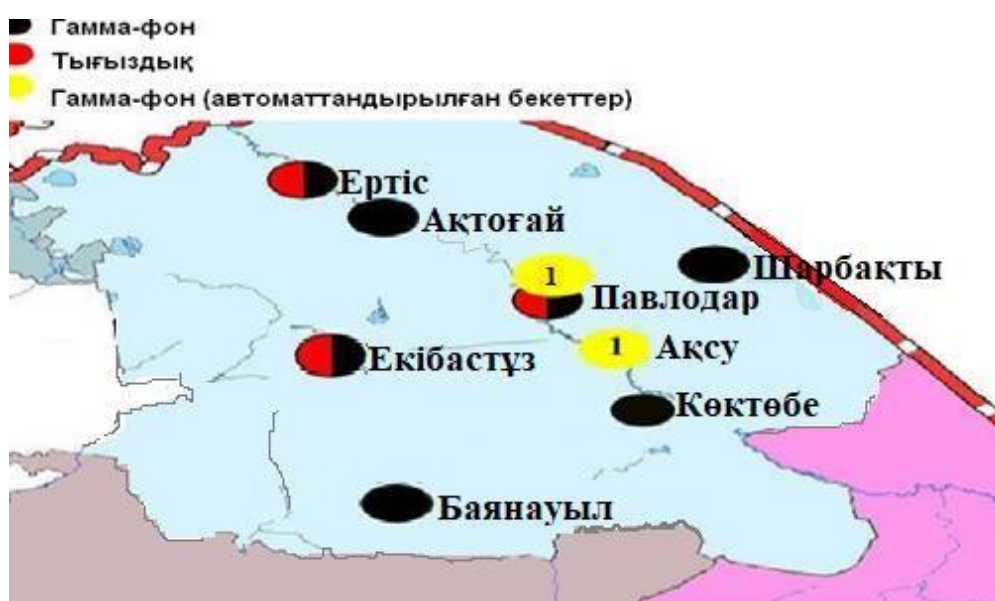 Гамма-фон
Тығыздық
Гамма-фон (автоматтандырылған бекеттер)
Ертіс
Ақтоғай
Шарбақты
1
Павлодар
1 Ақсу
Екібастұз
Көктөбе
Баянауыл